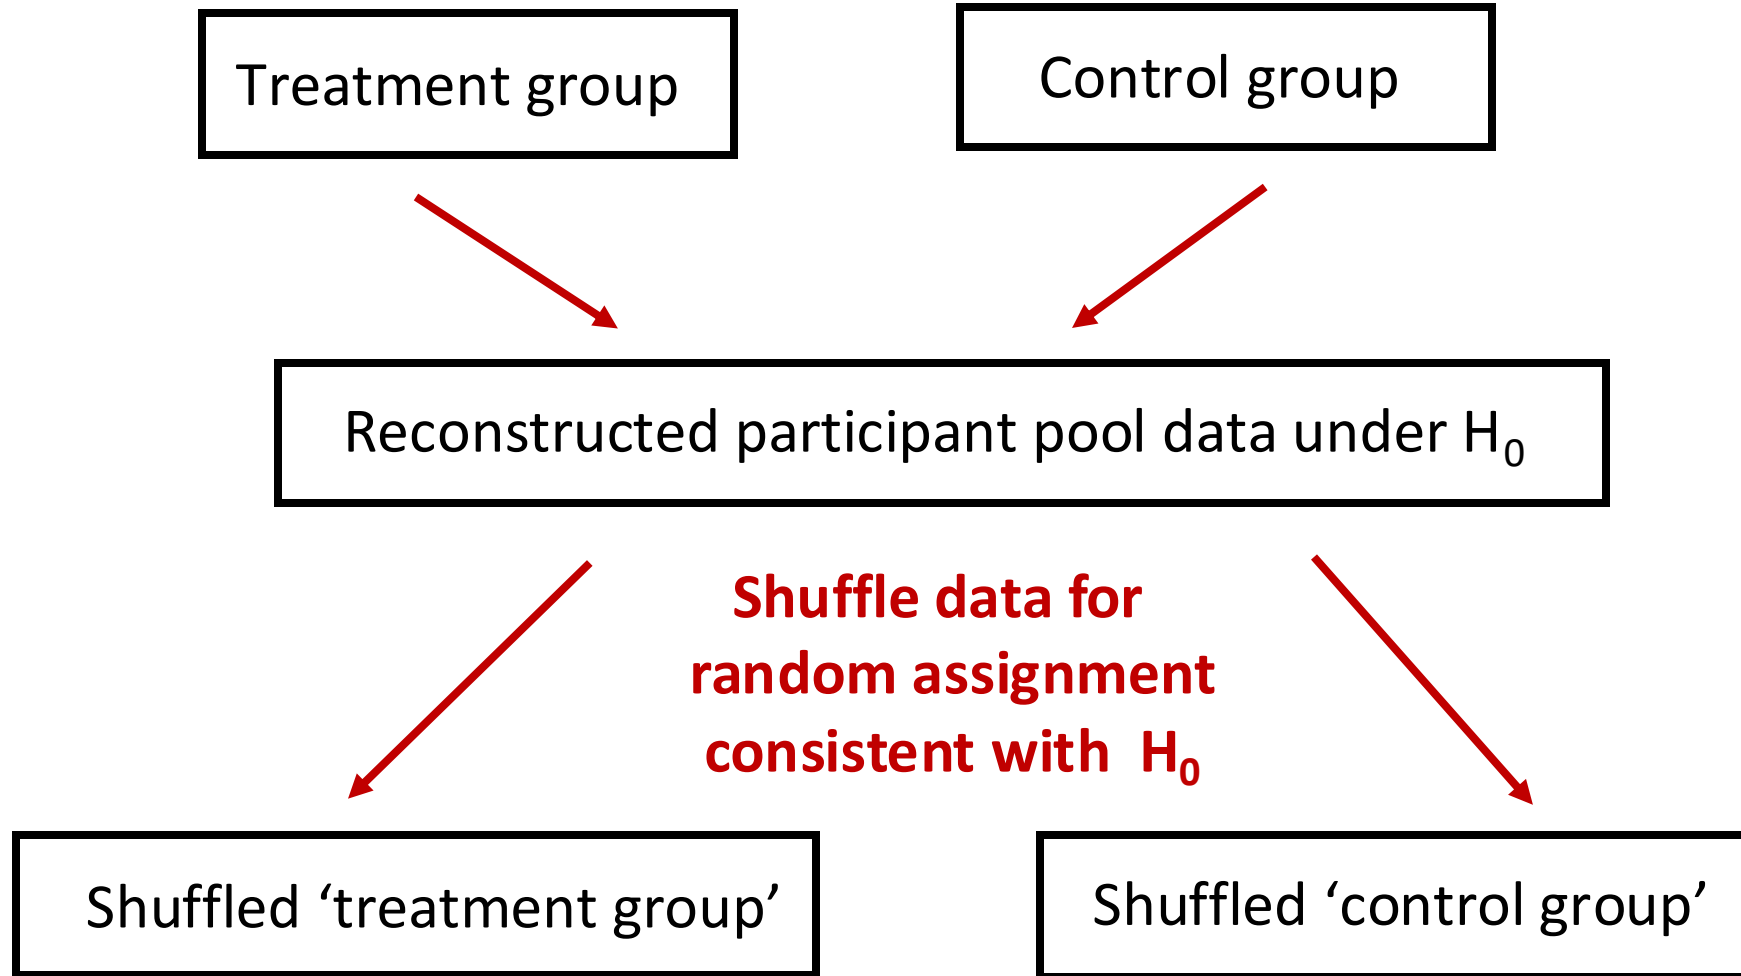 Treatment group
Control group
Reconstructed participant pool data under H₀
Shuffle data for
random assignment
consistent with H₀
Shuffled ‘treatment group’
Shuffled ‘control group’